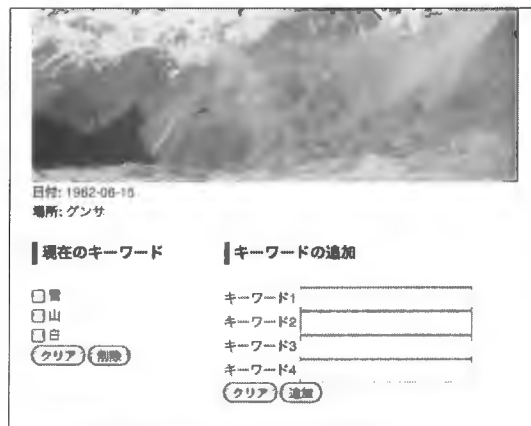 日付: 1962-06-15
場所: グンサ
現在のキーワード
雪
山
白
クリア 削除
キーワードの追加
キーワード1
キーワード2
キーワード3
キーワード4
クリア 追加